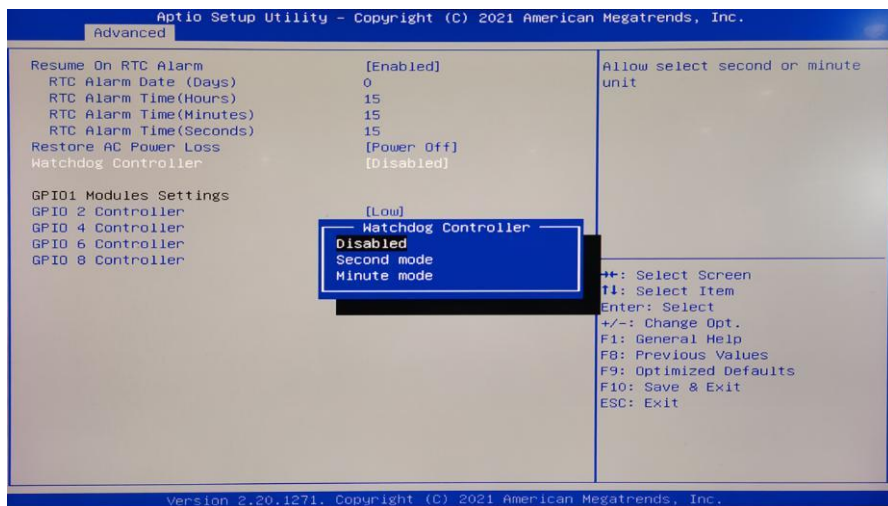 Aptio Setup Utility – Copyright (C) 2021 American Megatrends, Inc.
Advanced
Resume On RTC Alarm [Enabled]
RTC Alarm Date (Days) 0
RTC Alarm Time(Hours) 15
RTC Alarm Time(Minutes) 15
RTC Alarm Time(Seconds) 15
Restore AC Power Loss [Power Off]
Watchdog Controller [Disabled]
GPIO1 Modules Settings
GPIO 2 Controller [Low]
GPIO 4 Controller
GPIO 6 Controller
GPIO 8 Controller
Watchdog Controller
Disabled
Second mode
Minute mode
Allow select second or minute
unit
→←: Select Screen
↑↓: Select Item
Enter: Select
+/-: Change Opt.
F1: General Help
F8: Previous Values
F9: Optimized Defaults
F10: Save & Exit
ESC: Exit
Version 2.20.1271. Copyright (C) 2021 American Megatrends, Inc.